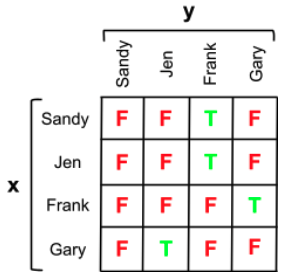 y
Sandy Jen Frank Gary
x
Sandy F F T F
Jen F F T F
Frank F F F T
Gary F T F F